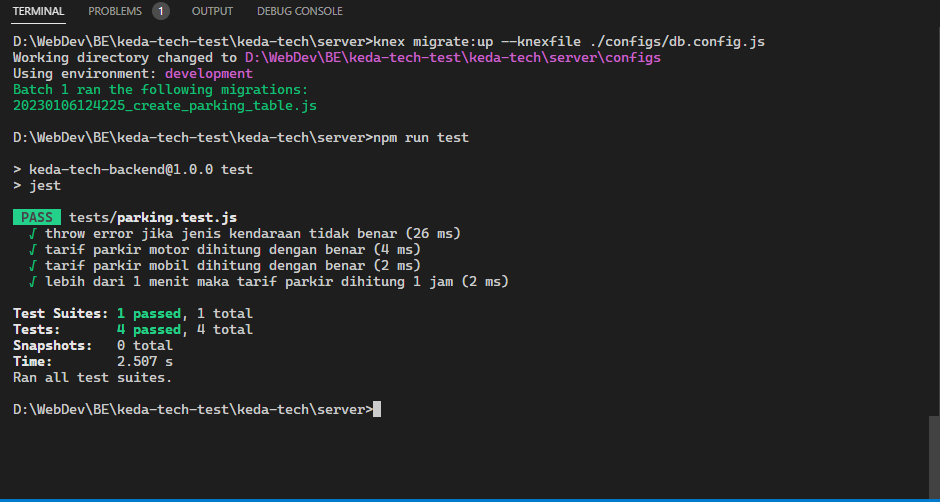 TERMINAL PROBLEMS 1 OUTPUT DEBUG CONSOLE
D:\WebDev\BE\keda-tech-test\keda-tech\server>knex migrate:up --knexfile ./configs/db.config.js
Working directory changed to D:\WebDev\BE\keda-tech-test\keda-tech\server\configs
Using environment: development
Batch 1 ran the following migrations:
20230106124225_create_parking_table.js
D:\WebDev\BE\keda-tech-test\keda-tech\server>npm run test
> keda-tech-backend@1.0.0 test
> jest
PASS tests/parking.test.js
√ throw error jika jenis kendaraan tidak benar (26 ms)
√ tarif parkir motor dihitung dengan benar (4 ms)
√ tarif parkir mobil dihitung dengan benar (2 ms)
√ lebih dari 1 menit maka tarif parkir dihitung 1 jam (2 ms)
Test Suites: 1 passed, 1 total
Tests: 4 passed, 4 total
Snapshots: 0 total
Time: 2.507 s
Ran all test suites.
D:\WebDev\BE\keda-tech-test\keda-tech\server>